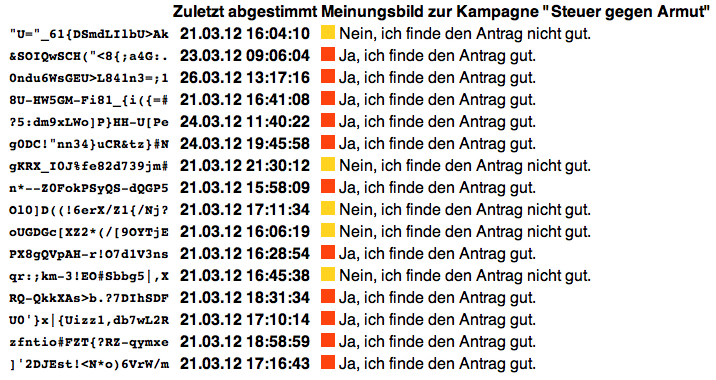 Zuletzt abgestimmt Meinungsbild zur Kampagne "Steuer gegen Armut"
"U="_61{DSmdLIlbU>Ak 21.03.12 16:04:10 Nein, ich finde den Antrag nicht gut.
&SOIQwSCH("<8{;a4G:. 23.03.12 09:06:04 Ja, ich finde den Antrag gut.
0ndu6WsGEU>L841n3=;1 26.03.12 13:17:16 Ja, ich finde den Antrag gut.
8U-HW5GM-Fi81_{i({=# 21.03.12 16:41:08 Ja, ich finde den Antrag gut.
?5:dm9xLWo]P}HH-U[Pe 24.03.12 11:40:22 Ja, ich finde den Antrag gut.
g0DC!"nn34}uCR&tz}#N 24.03.12 19:45:58 Ja, ich finde den Antrag gut.
gKRX_I0J%fe82d739jm# 21.03.12 21:30:12 Nein, ich finde den Antrag nicht gut.
n*--Z0FokPSyQS-dQGP5 21.03.12 15:58:09 Ja, ich finde den Antrag gut.
Ol0]D((!6erX/Z1{/Nj? 21.03.12 17:11:34 Nein, ich finde den Antrag nicht gut.
oUGDGc[XZ2*(/[9OYTjE 21.03.12 16:06:19 Nein, ich finde den Antrag nicht gut.
PX8gQVpAH-r!O7d1V3ns 21.03.12 16:28:54 Ja, ich finde den Antrag gut.
qr:;km-3!EO#Sbbg5|,X 21.03.12 16:45:38 Nein, ich finde den Antrag nicht gut.
RQ-QkkXAs>b.?7DIhSDF 21.03.12 18:31:34 Ja, ich finde den Antrag gut.
U0'}x|{Uizz1,db7wL2R 21.03.12 17:10:14 Ja, ich finde den Antrag gut.
zfntio#FZT{?RZ-qymxe 21.03.12 18:58:59 Ja, ich finde den Antrag gut.
]'2DJEst!<N*o)6VrW/m 21.03.12 17:16:43 Ja, ich finde den Antrag gut.